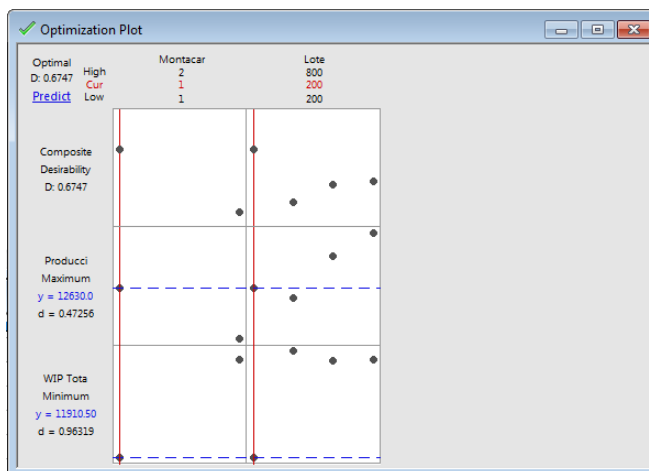 Optimization Plot
Optimal
D: 0.6747
Predict
High
Cur
Low
Montacar
2
1
1
Lote
800
200
200
Composite
Desirability
D: 0.6747
Producci
Maximum
y = 12630.0
d = 0.47256
WIP Tota
Minimum
y = 11910.50
d = 0.96319